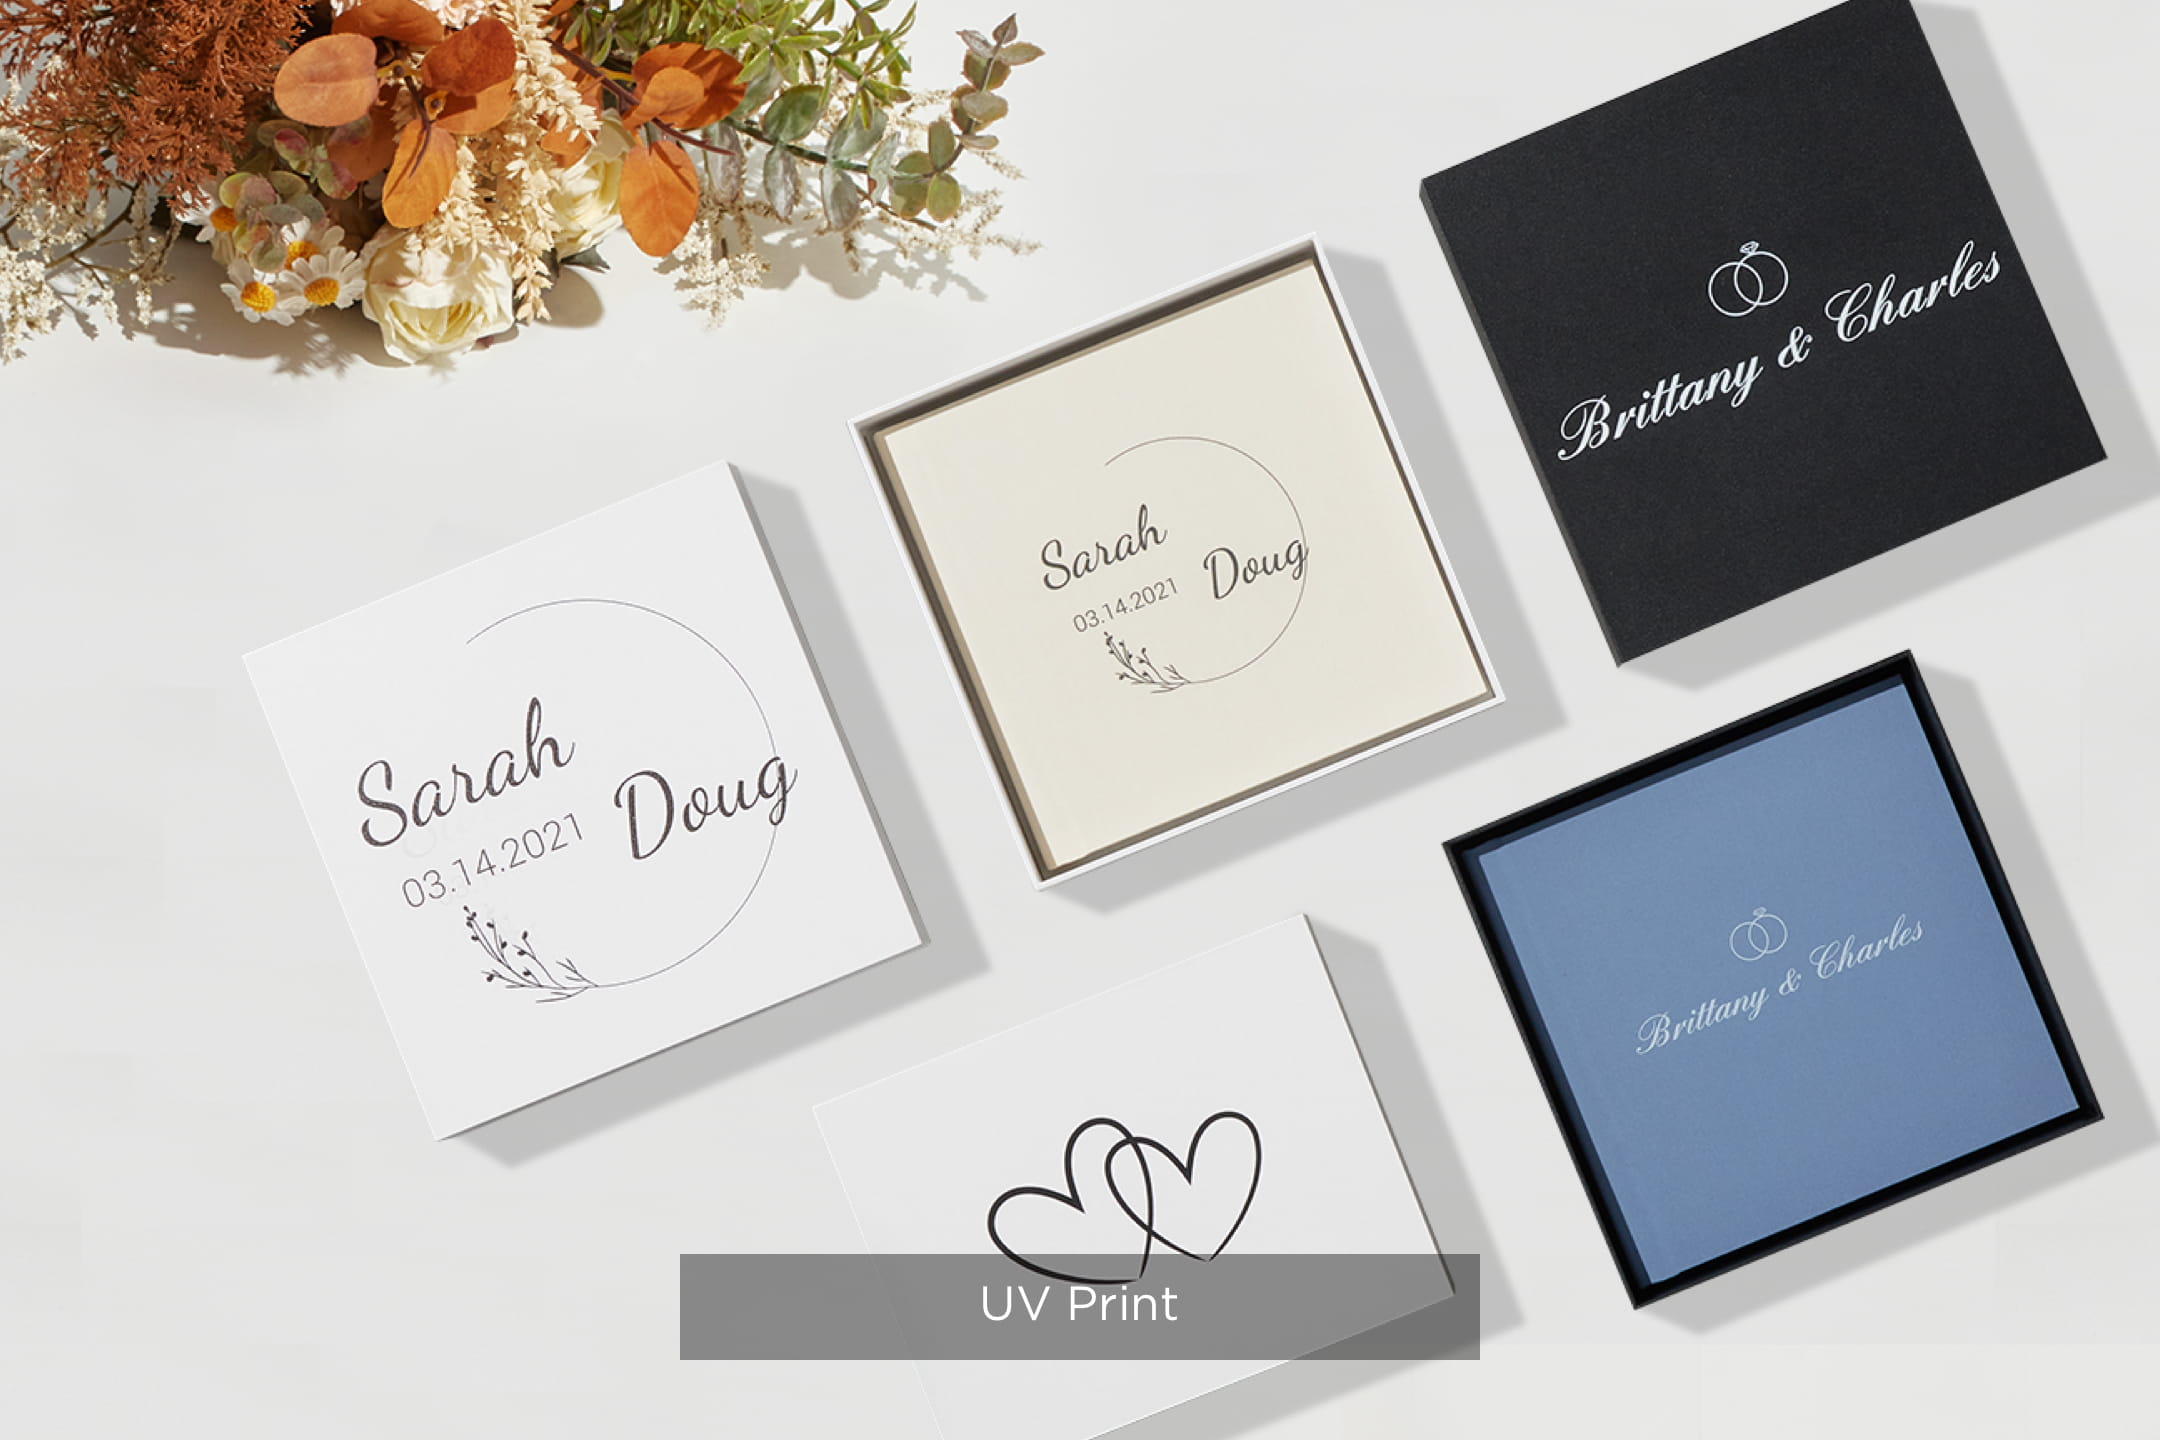 Sarah
Doug
03.14.2021
Sarah
Doug
03.14.2021
Brittany & Charles
Brittany & Charles
UV Print